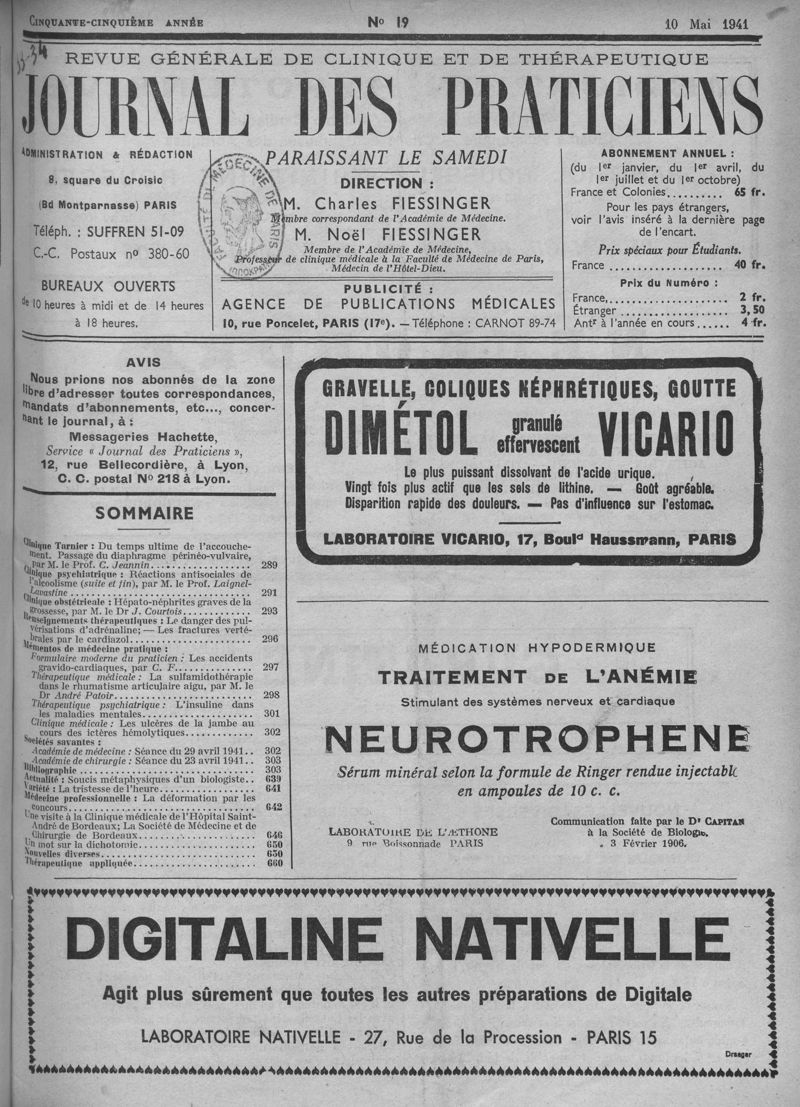 CINQUANTE-CINQUIÈME ANNÉE
No 19
10 Mai 1941
REVUE GÉNÉRALE DE CLINIQUE ET DE THÉRAPEUTIQUE
JOURNAL DES PRATICIENS
ADMINISTRATION & RÉDACTION
8, square du Croisic
(Bd Montparnasse) PARIS
Téléph. : SUFFREN 51-09
C.-C. Postaux no 380-60
BUREAUX OUVERTS
de 10 heures à midi et de 14 heures
à 18 heures.
PARAISSANT LE SAMEDI
DIRECTION :
M. Charles FIESSINGER
Membre correspondant de l'Académie de Médecine.
M. Noël FIESSINGER
Membre de l'Académie de Médecine,
Professeur de clinique médicale à la Faculté de Médecine de Paris,
Médecin de l'Hôtel-Dieu.
PUBLICITÉ :
AGENCE DE PUBLICATIONS MÉDICALES
10, rue Poncelet, PARIS (17e). — Téléphone : CARNOT 89-74
ABONNEMENT ANNUEL :
(du 1er janvier, du 1er avril, du
1er juillet et du 1er octobre)
France et Colonies.......... 65 fr.
Pour les pays étrangers,
voir l'avis inséré à la dernière page
de l'encart.
Prix spéciaux pour Étudiants.
France ................... 40 fr.
Prix du Numéro :
France.................... 2 fr.
Étranger .................. 3,50
Antr à l'année en cours ...... 4 fr.
AVIS
Nous prions nos abonnés de la zone
libre d'adresser toutes correspondances,
mandats d'abonnements, etc..., concer-
nant le journal, à :
Messageries Hachette,
Service « Journal des Praticiens »,
12, rue Bellecordière, à Lyon,
C. C. postal No 218 à Lyon.
SOMMAIRE
Clinique Tarnier : Du temps ultime de l'accouche-
ment. Passage du diaphragme périnéo-vulvaire,
par M. le Prof. C. Jeannin................ 289
Clinique psychiatrique : Réactions antisociales de
l'alcoolisme (suite et fin), par M. le Prof. Laignel-
Lavastine ............................ 291
Clinique obstétricale : Hépato-néphrites graves de la
grossesse, par M. le Dr J. Courtois............ 293
Renseignements thérapeutiques : Le danger des pul-
vérisations d'adrénaline; — Les fractures verté-
brales par le cardiazol.................... 296
Mémentos de médecine pratique :
Formulaire moderne du praticien : Les accidents
gravido-cardiaques, par C. F.............. 297
Thérapeutique médicale : La sulfamidothérapie
dans le rhumatisme articulaire aigu, par M. le
Dr André Patoir ...................... 298
Thérapeutique psychiatrique : L'insuline dans
les maladies mentales.................... 301
Clinique médicale : Les ulcères de la jambe au
cours des ictères hémolytiques............ 302
Sociétés savantes :
Académie de médecine : Séance du 29 avril 1941.. 302
Académie de chirurgie : Séance du 23 avril 1941.. 303
Bibliographie ............................ 303
Actualité : Soucis métaphysiques d'un biologiste.. 639
Variété : La tristesse de l'heure.............. 641
Médecine professionnelle : La déformation par les
concours.............................. 642
Une visite à la Clinique médicale de l'Hôpital Saint-
André de Bordeaux; La Société de Médecine et de
Chirurgie de Bordeaux.................... 646
Un mot sur la dichotomie.................. 650
Nouvelles diverses........................ 650
Thérapeutique appliquée.................. 660
GRAVELLE, COLIQUES NÉPHRÉTIQUES, GOUTTE
DIMÉTOL granulé effervescent VICARIO
Le plus puissant dissolvant de l'acide urique.
Vingt fois plus actif que les sels de lithine. — Goût agréable.
Disparition rapide des douleurs. — Pas d'influence sur l'estomac.
LABORATOIRE VICARIO, 17, Bould Haussmann, PARIS
MÉDICATION HYPODERMIQUE
TRAITEMENT DE L'ANÉMIE
Stimulant des systèmes nerveux et cardiaque
NEUROTROPHENE
Sérum minéral selon la formule de Ringer rendue injectable
en ampoules de 10 c. c.
LABORATOIRE DE L'ÆTHONE
9 rue Boissonnade PARIS
Communication faite par le Dr CAPITAN
à la Société de Biologie.
3 Février 1906.
DIGITALINE NATIVELLE
Agit plus sûrement que toutes les autres préparations de Digitale
LABORATOIRE NATIVELLE - 27, Rue de la Procession - PARIS 15
Draeger